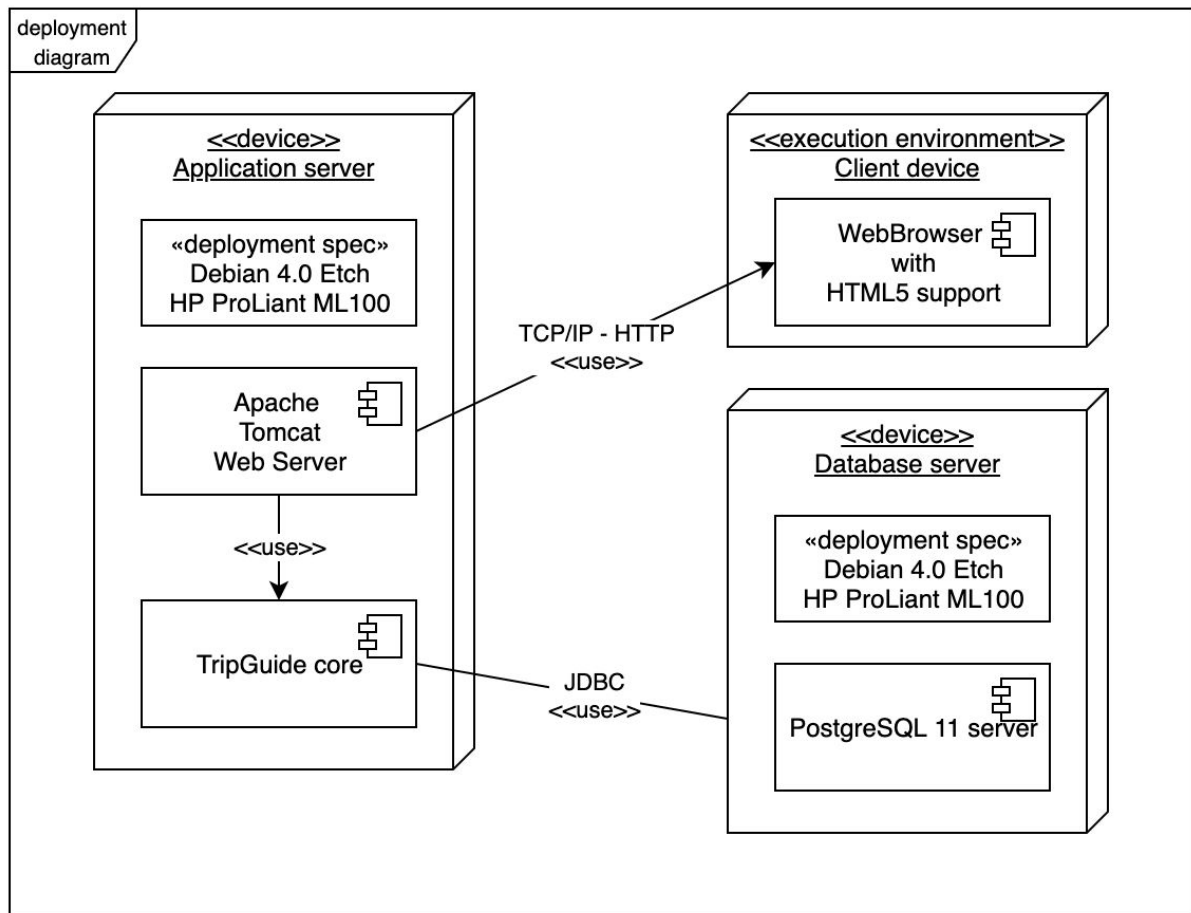 deployment
diagram
<<device>>
Application server
«deployment spec»
Debian 4.0 Etch
HP ProLiant ML100
Apache
Tomcat
Web Server
<<use>>
TripGuide core
TCP/IP - HTTP
<<use>>
JDBC
<<use>>
<<execution environment>>
Client device
WebBrowser
with
HTML5 support
<<device>>
Database server
«deployment spec»
Debian 4.0 Etch
HP ProLiant ML100
PostgreSQL 11 server